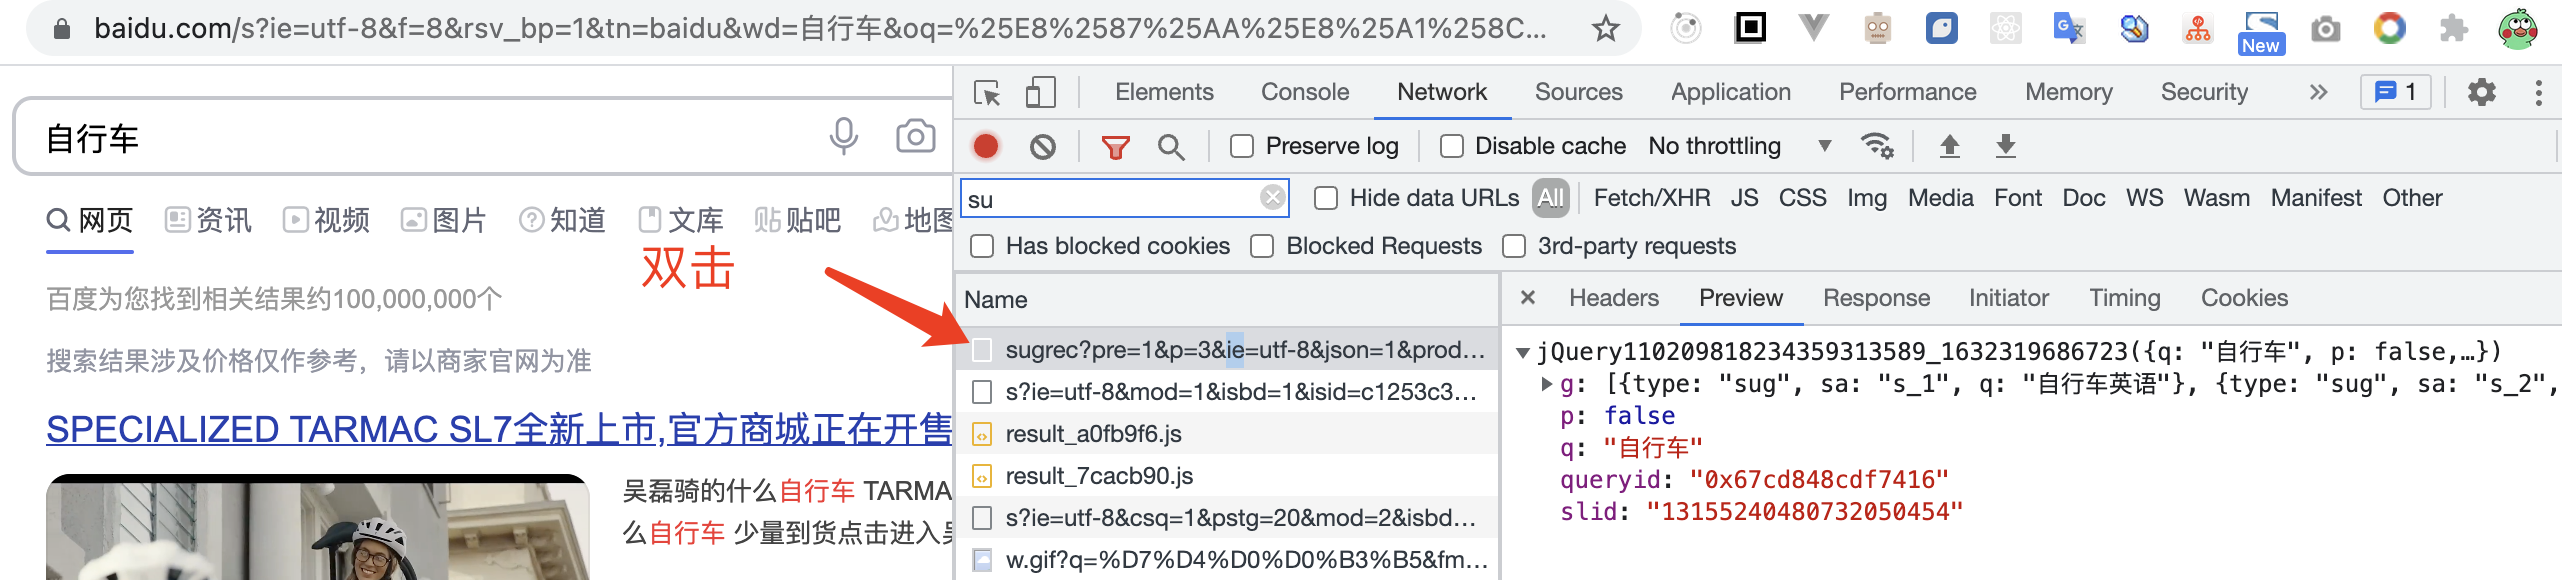 baidu.com/s?ie=utf-8&f=8&rsv_bp=1&tn=baidu&wd=自行车&oq=%25E8%2587%25AA%25E8%25A1%258C...
New
自行车
网页 资讯 视频 图片 知道 文库 贴吧 地图
双击
百度为您找到相关结果约100,000,000个
搜索结果涉及价格仅作参考，请以商家官网为准
SPECIALIZED TARMAC SL7全新上市,官方商城正在开售
吴磊骑的什么自行车 TARMA
么自行车 少量到货点击进入吴
Elements Console Network Sources Application Performance Memory Security 1
Preserve log Disable cache No throttling
su Hide data URLs All Fetch/XHR JS CSS Img Media Font Doc WS Wasm Manifest Other
Has blocked cookies Blocked Requests 3rd-party requests
Name
sugrec?pre=1&p=3&ie=utf-8&json=1&prod...
s?ie=utf-8&mod=1&isbd=1&isid=c1253c3...
result_a0fb9f6.js
result_7cacb90.js
s?ie=utf-8&csq=1&pstg=20&mod=2&isbd...
w.gif?q=%D7%D4%D0%D0%B3%B5&fm...
Headers Preview Response Initiator Timing Cookies
jQuery110209818234359313589_1632319686723({q: "自行车", p: false,…})
g: [{type: "sug", sa: "s_1", q: "自行车英语"}, {type: "sug", sa: "s_2",
p: false
q: "自行车"
queryid: "0x67cd848cdf7416"
slid: "13155240480732050454"